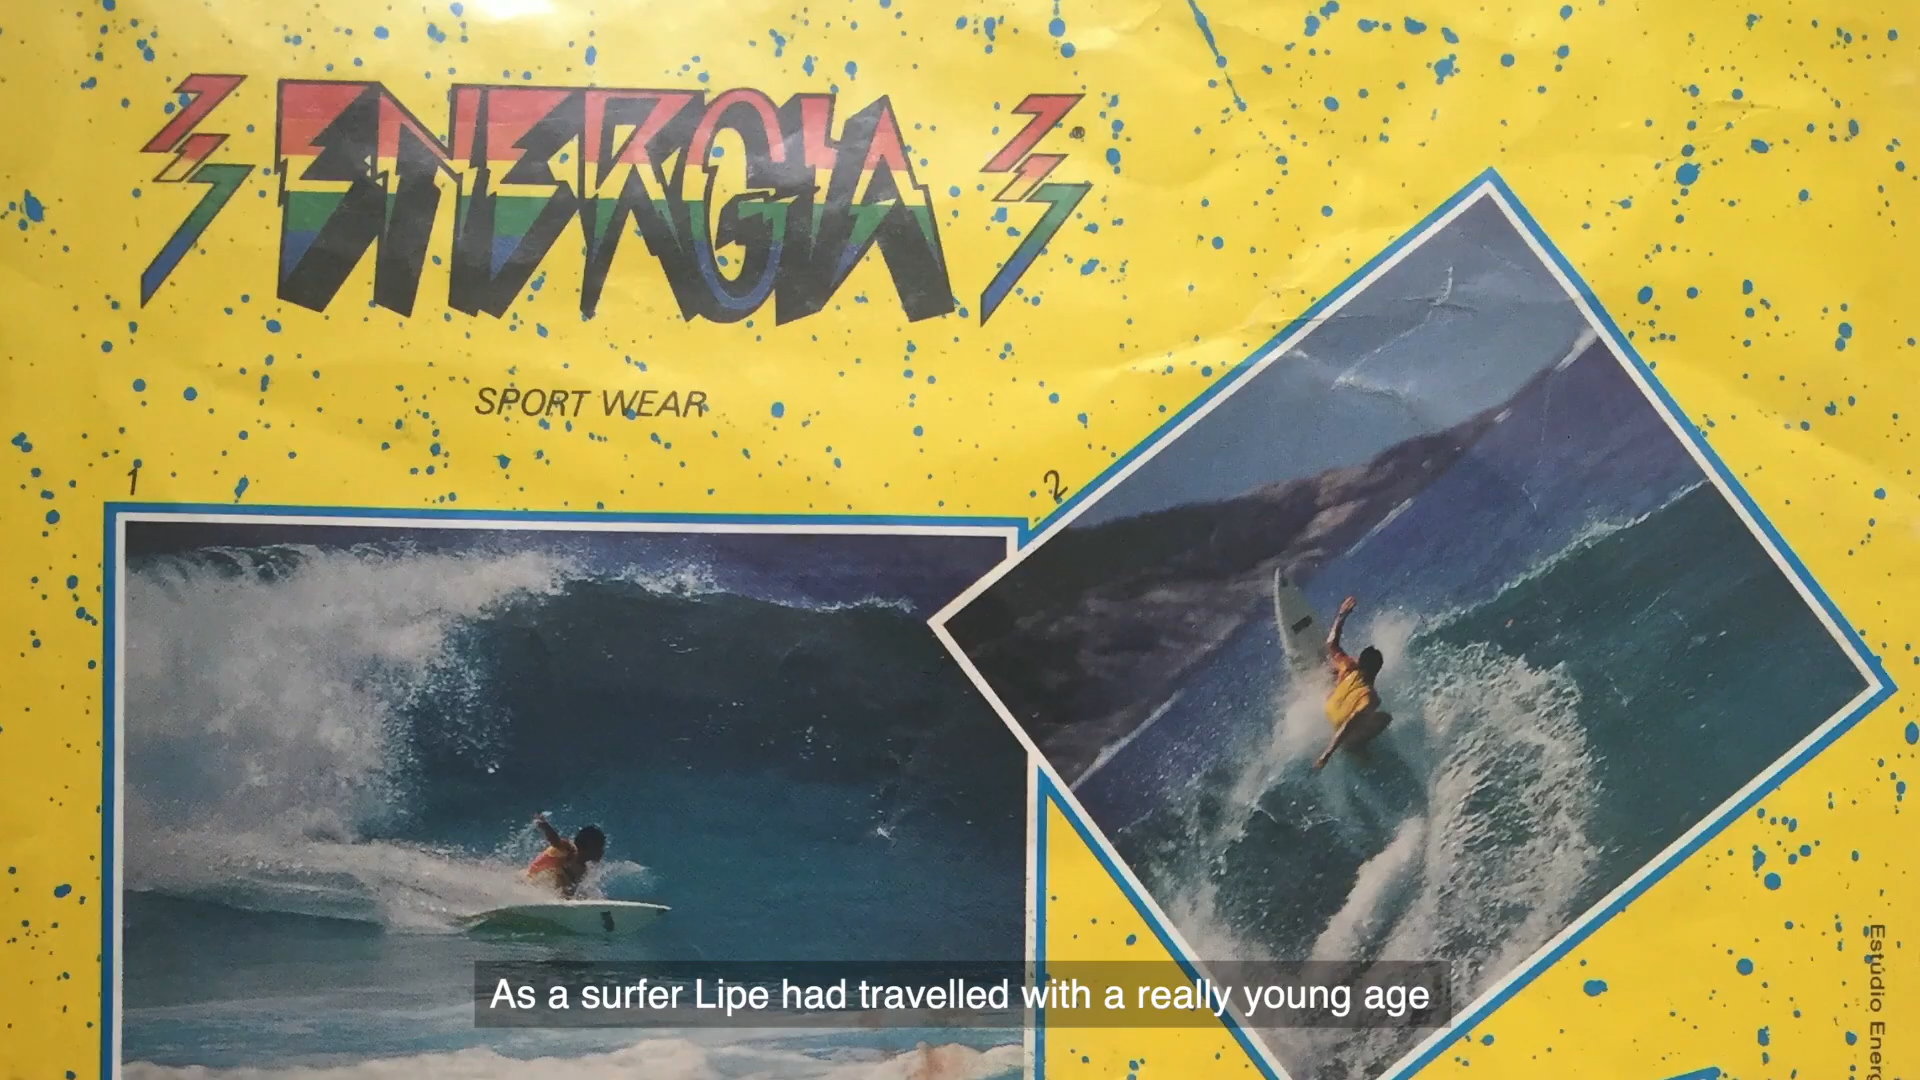 ENERGIA
®
SPORT WEAR
1
2
Estúdio Energ
As a surfer Lipe had travelled with a really young age